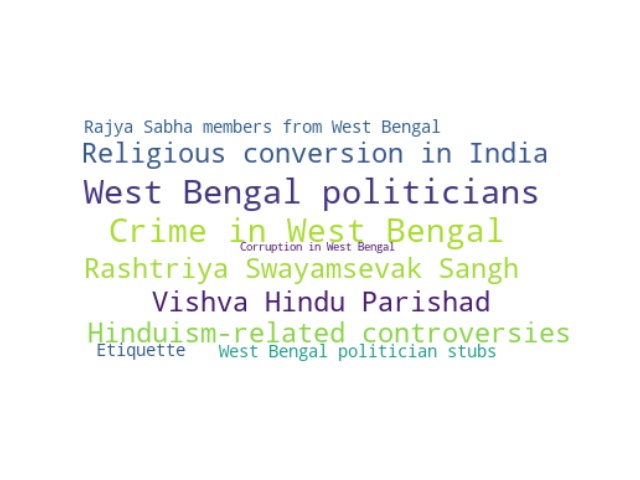 Rajya Sabha members from West Bengal
Religious conversion in India
West Bengal politicians
Crime in West Bengal
Corruption in West Bengal
Rashtriya Swayamsevak Sangh
Vishva Hindu Parishad
Hinduism-related controversies
Etiquette
West Bengal politician stubs